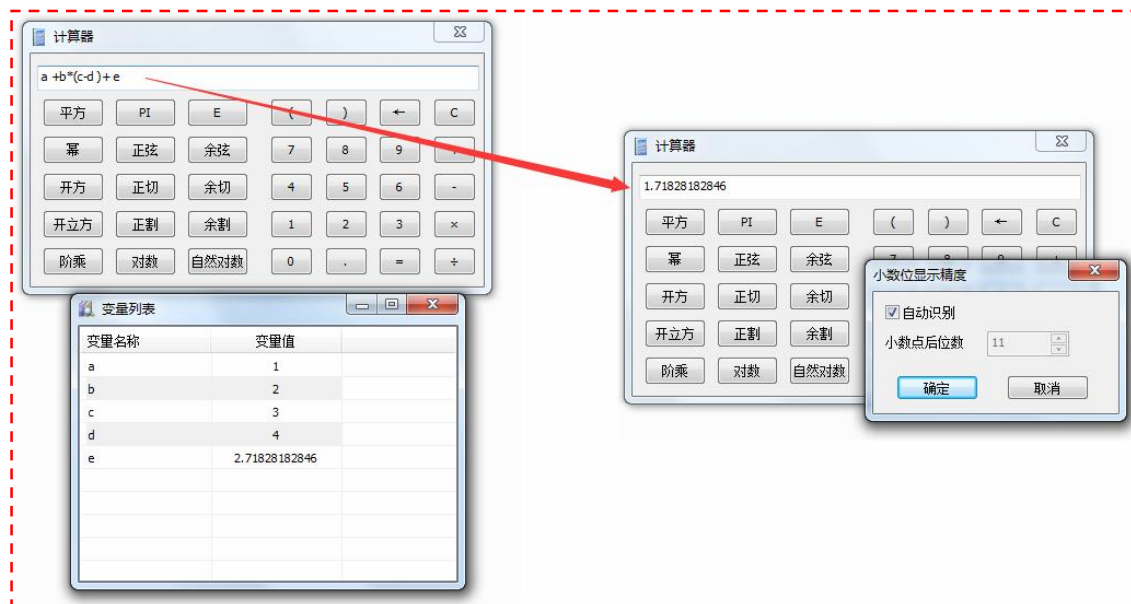 计算器
a +b*(c-d )+ e
平方 PI E ( ) ← C
幂 正弦 余弦 7 8 9
开方 正切 余切 4 5 6 -
开立方 正割 余割 1 2 3 ×
阶乘 对数 自然对数 0 . = ÷
变量列表
变量名称 变量值
a 1
b 2
c 3
d 4
e 2.71828182846
计算器
1.71828182846
平方 PI E ( ) ← C
幂 正弦 余弦
开方 正切 余切
开立方 正割 余割
阶乘 对数 自然对数
小数位显示精度
自动识别
小数点后位数 11
确定 取消